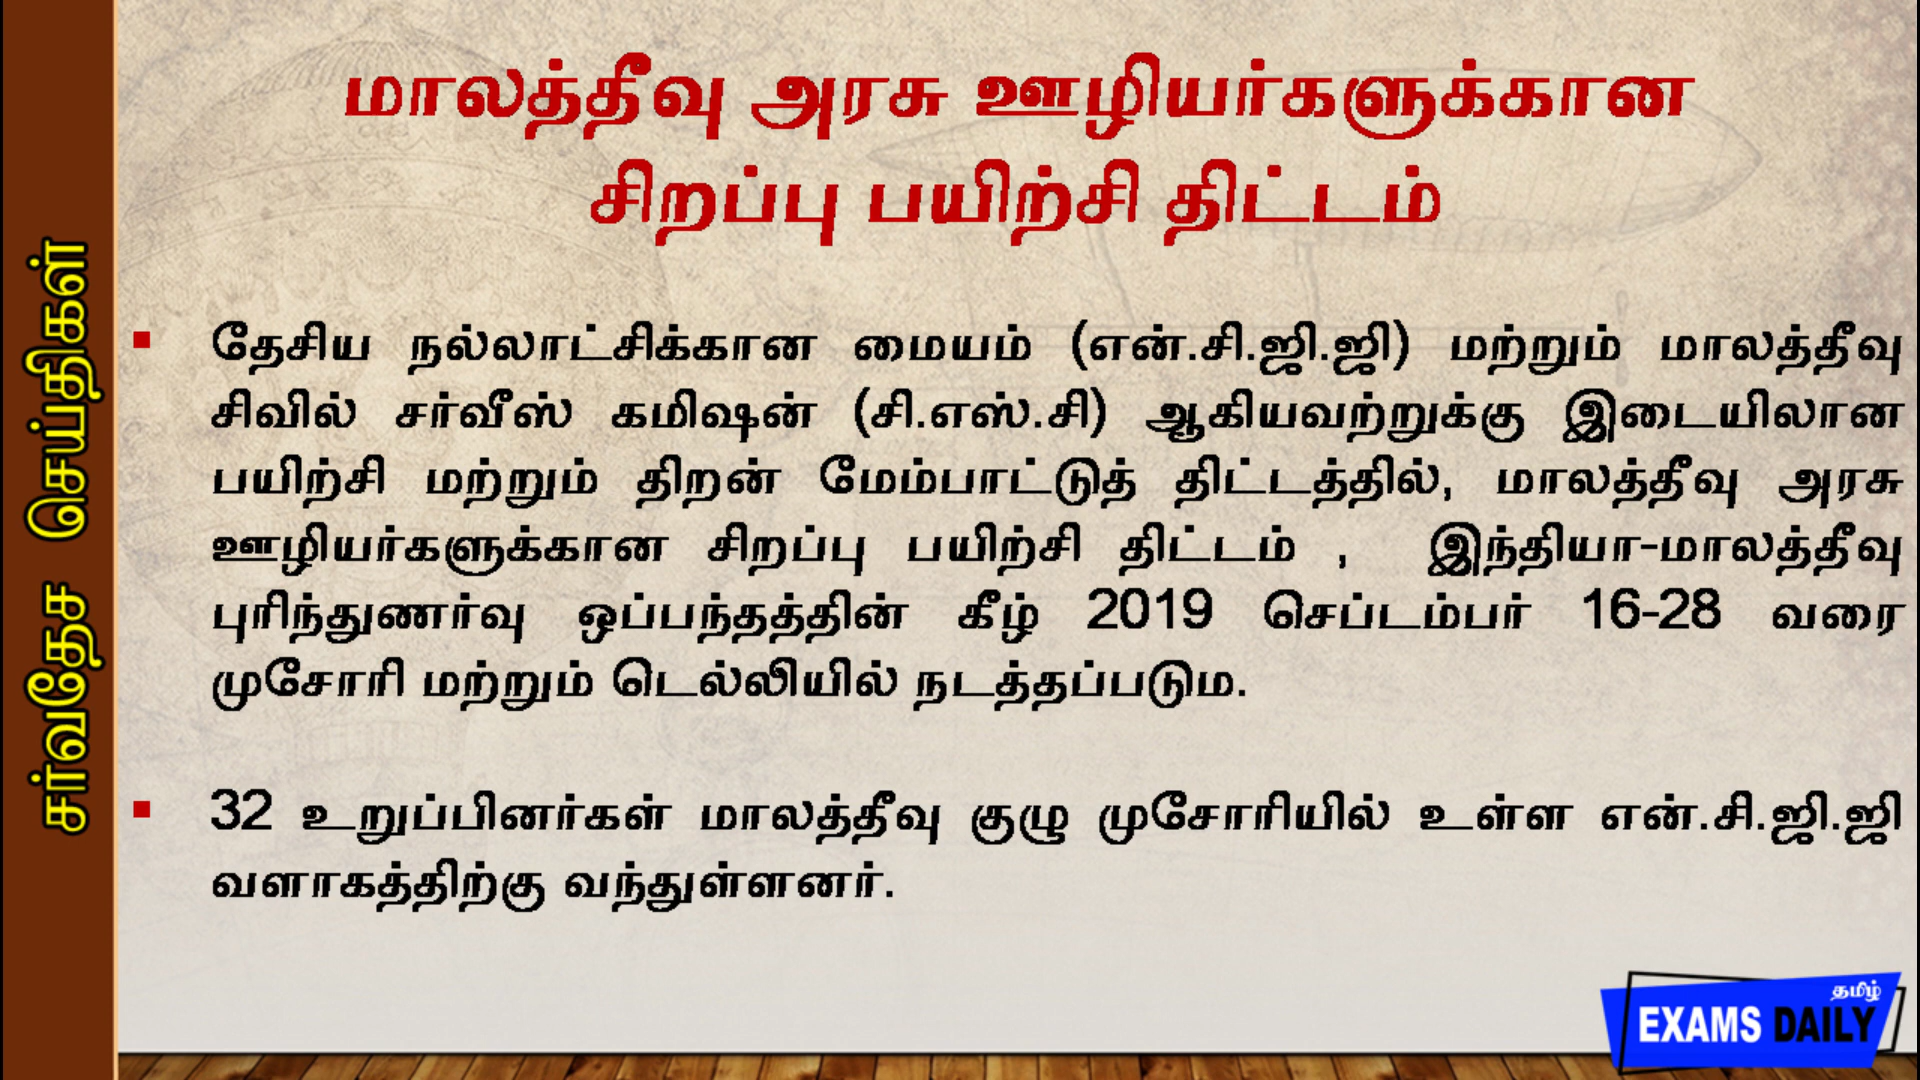 மாலத்தீவு அரசு ஊழியர்களுக்கான
சிறப்பு பயிற்சி திட்டம்
சர்வதேச செய்திகள்
▪ தேசிய நல்லாட்சிக்கான மையம் (என்.சி.ஜி.ஜி) மற்றும் மாலத்தீவு
சிவில் சர்வீஸ் கமிஷன் (சி.எஸ்.சி) ஆகியவற்றுக்கு இடையிலான
பயிற்சி மற்றும் திறன் மேம்பாட்டுத் திட்டத்தில், மாலத்தீவு அரசு
ஊழியர்களுக்கான சிறப்பு பயிற்சி திட்டம் , இந்தியா-மாலத்தீவு
புரிந்துணர்வு ஒப்பந்தத்தின் கீழ் 2019 செப்டம்பர் 16-28 வரை
முசோரி மற்றும் டெல்லியில் நடத்தப்படும.
▪ 32 உறுப்பினர்கள் மாலத்தீவு குழு முசோரியில் உள்ள என்.சி.ஜி.ஜி
வளாகத்திற்கு வந்துள்ளனர்.
தமிழ்
EXAMS DAILY